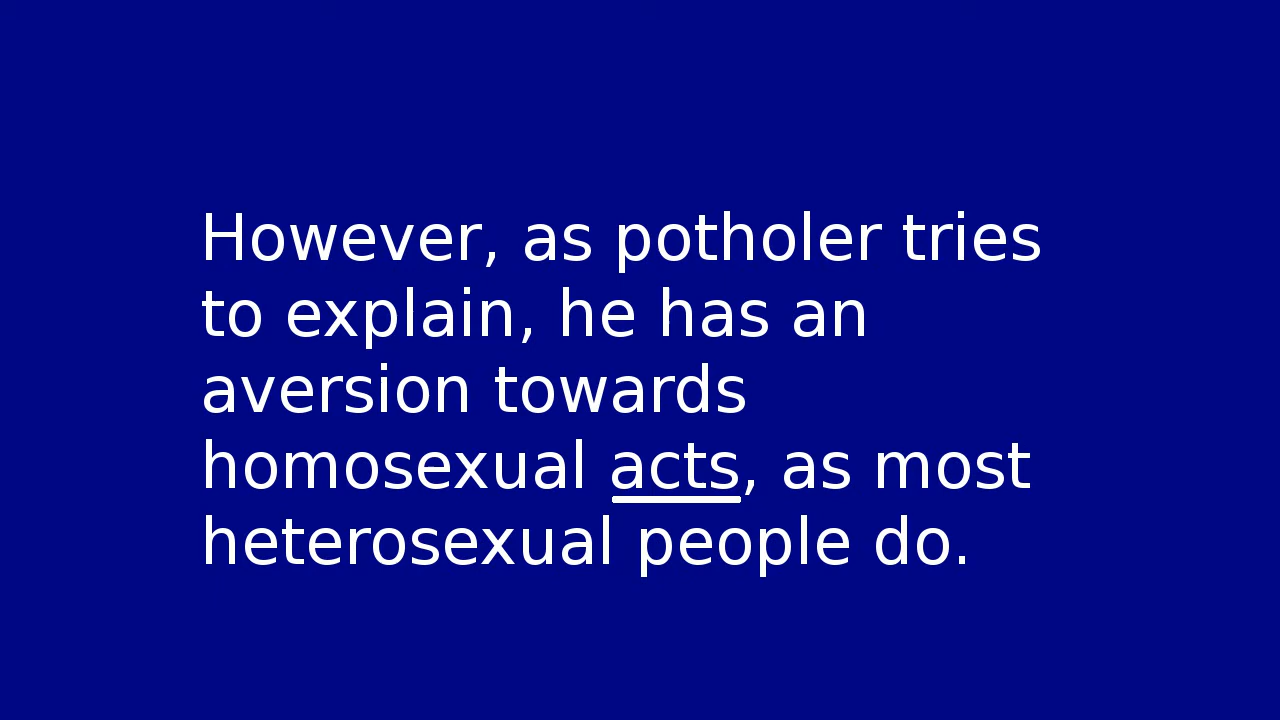 However, as potholer tries
to explain, he has an
aversion towards
homosexual acts, as most
heterosexual people do.